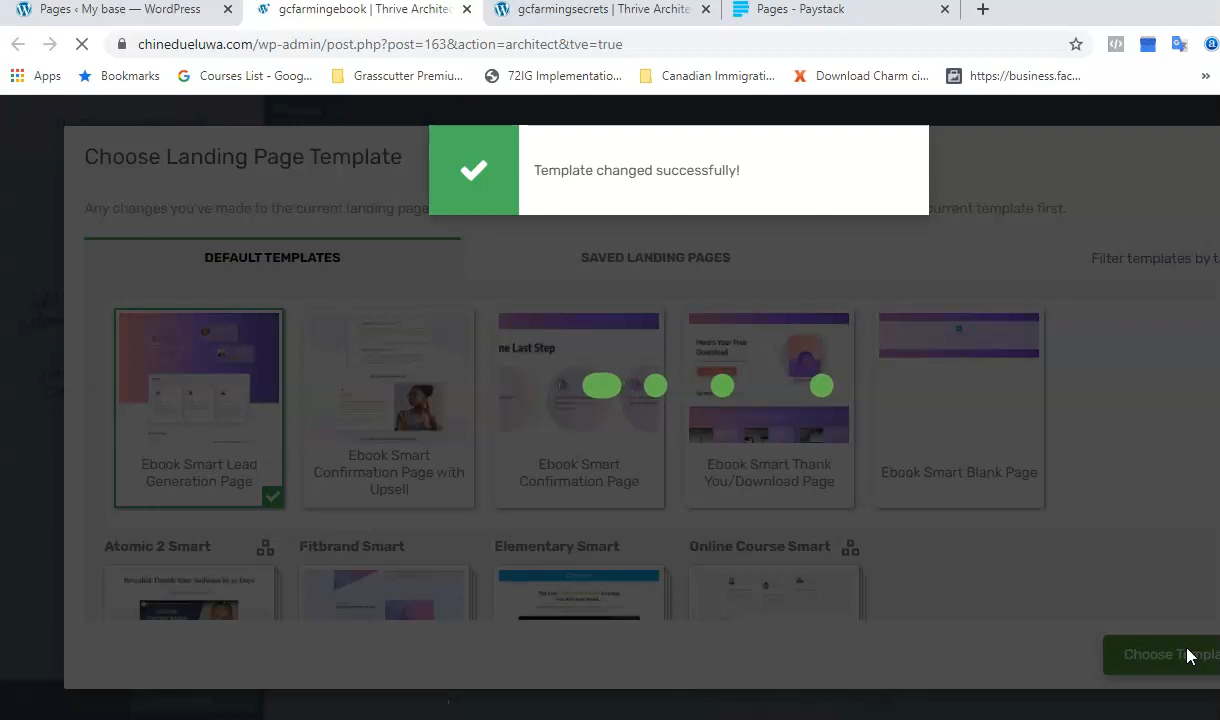 Pages ‹ My base — WordPress
gcfarmingebook | Thrive Architec
gcfarmingsecrets | Thrive Archite
Pages - Paystack
chinedueluwa.com/wp-admin/post.php?post=163&action=architect&tve=true
Apps Bookmarks Courses List - Goog... Grasscutter Premiu... 72IG Implementatio... Canadian Immigrati... Download Charm ci... https://business.fac... »
Choose Landing Page Template
Template changed successfully!
Any changes you've made to the current landing page
current template first.
DEFAULT TEMPLATES
SAVED LANDING PAGES
Filter templates by t
ne Last Step
Here's Your Free
Download
Ebook Smart Lead
Generation Page
Ebook Smart
Confirmation Page with
Upsell
Ebook Smart
Confirmation Page
Ebook Smart Thank
You/Download Page
Ebook Smart Blank Page
Atomic 2 Smart
Fitbrand Smart
Elementary Smart
Online Course Smart
Choose Templa